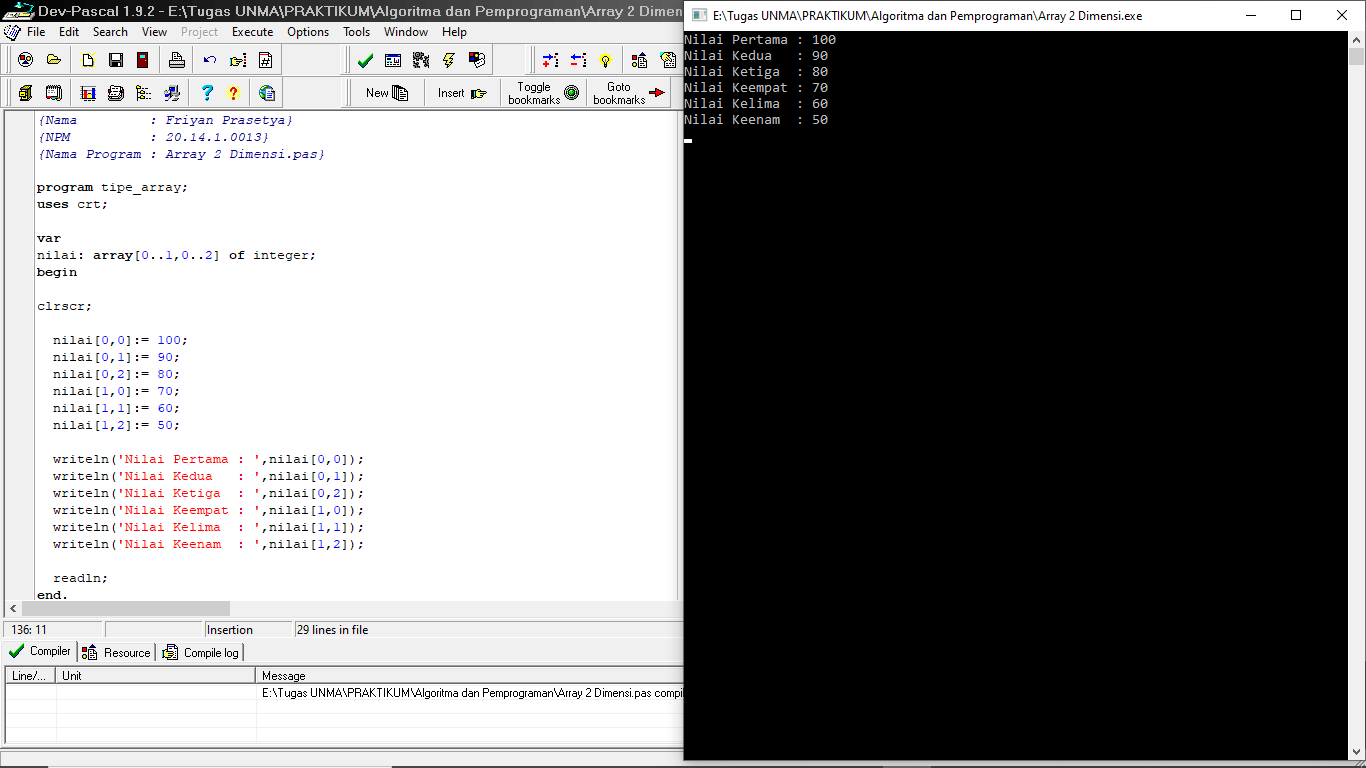 Dev-Pascal 1.9.2 - E:\Tugas UNMA\PRAKTIKUM\Algoritma dan Pemprograman\Array 2 Dimen
File Edit Search View Project Execute Options Tools Window Help
New Insert Toggle bookmarks Goto bookmarks
{Nama         : Friyan Prasetya}
{NPM          : 20.14.1.0013}
{Nama Program : Array 2 Dimensi.pas}
program tipe_array;
uses crt;
var
nilai: array[0..1,0..2] of integer;
begin
clrscr;
nilai[0,0]:= 100;
nilai[0,1]:= 90;
nilai[0,2]:= 80;
nilai[1,0]:= 70;
nilai[1,1]:= 60;
nilai[1,2]:= 50;
writeln('Nilai Pertama : ',nilai[0,0]);
writeln('Nilai Kedua   : ',nilai[0,1]);
writeln('Nilai Ketiga  : ',nilai[0,2]);
writeln('Nilai Keempat : ',nilai[1,0]);
writeln('Nilai Kelima  : ',nilai[1,1]);
writeln('Nilai Keenam  : ',nilai[1,2]);
readln;
end.
136: 11 Insertion 29 lines in file
Compiler Resource Compile log
Line/... Unit Message
E:\Tugas UNMA\PRAKTIKUM\Algoritma dan Pemprograman\Array 2 Dimensi.pas compil
E:\Tugas UNMA\PRAKTIKUM\Algoritma dan Pemprograman\Array 2 Dimensi.exe
Nilai Pertama : 100
Nilai Kedua   : 90
Nilai Ketiga  : 80
Nilai Keempat : 70
Nilai Kelima  : 60
Nilai Keenam  : 50